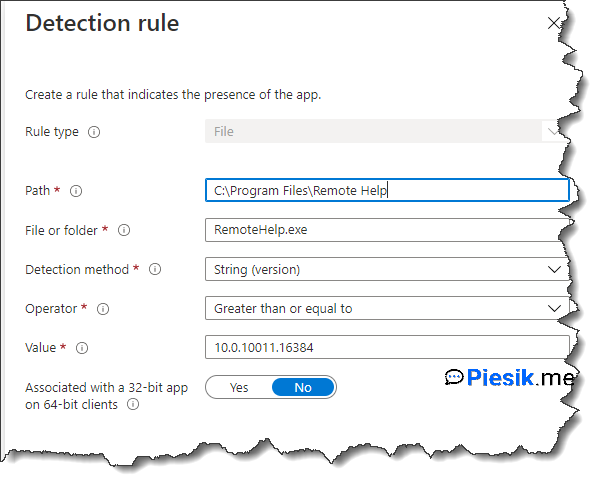 Detection rule
Create a rule that indicates the presence of the app.
Rule type
File
Path *
C:\Program Files\Remote Help
File or folder *
RemoteHelp.exe
Detection method *
String (version)
Operator *
Greater than or equal to
Value *
10.0.10011.16384
Associated with a 32-bit app
on 64-bit clients
Yes No
Piesik.me